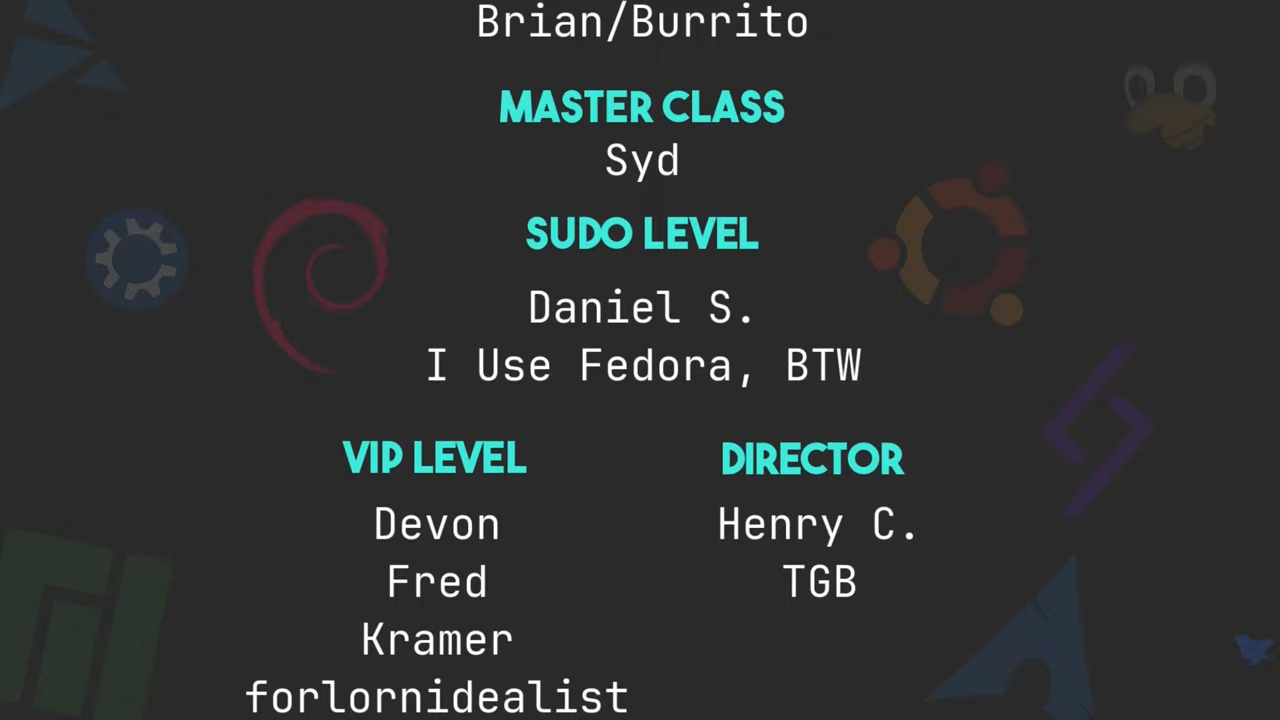 Brian/Burrito
MASTER CLASS
Syd
SUDO LEVEL
Daniel S.
I Use Fedora, BTW
VIP LEVEL
Devon
Fred
Kramer
forlornidealist
DIRECTOR
Henry C.
TGB